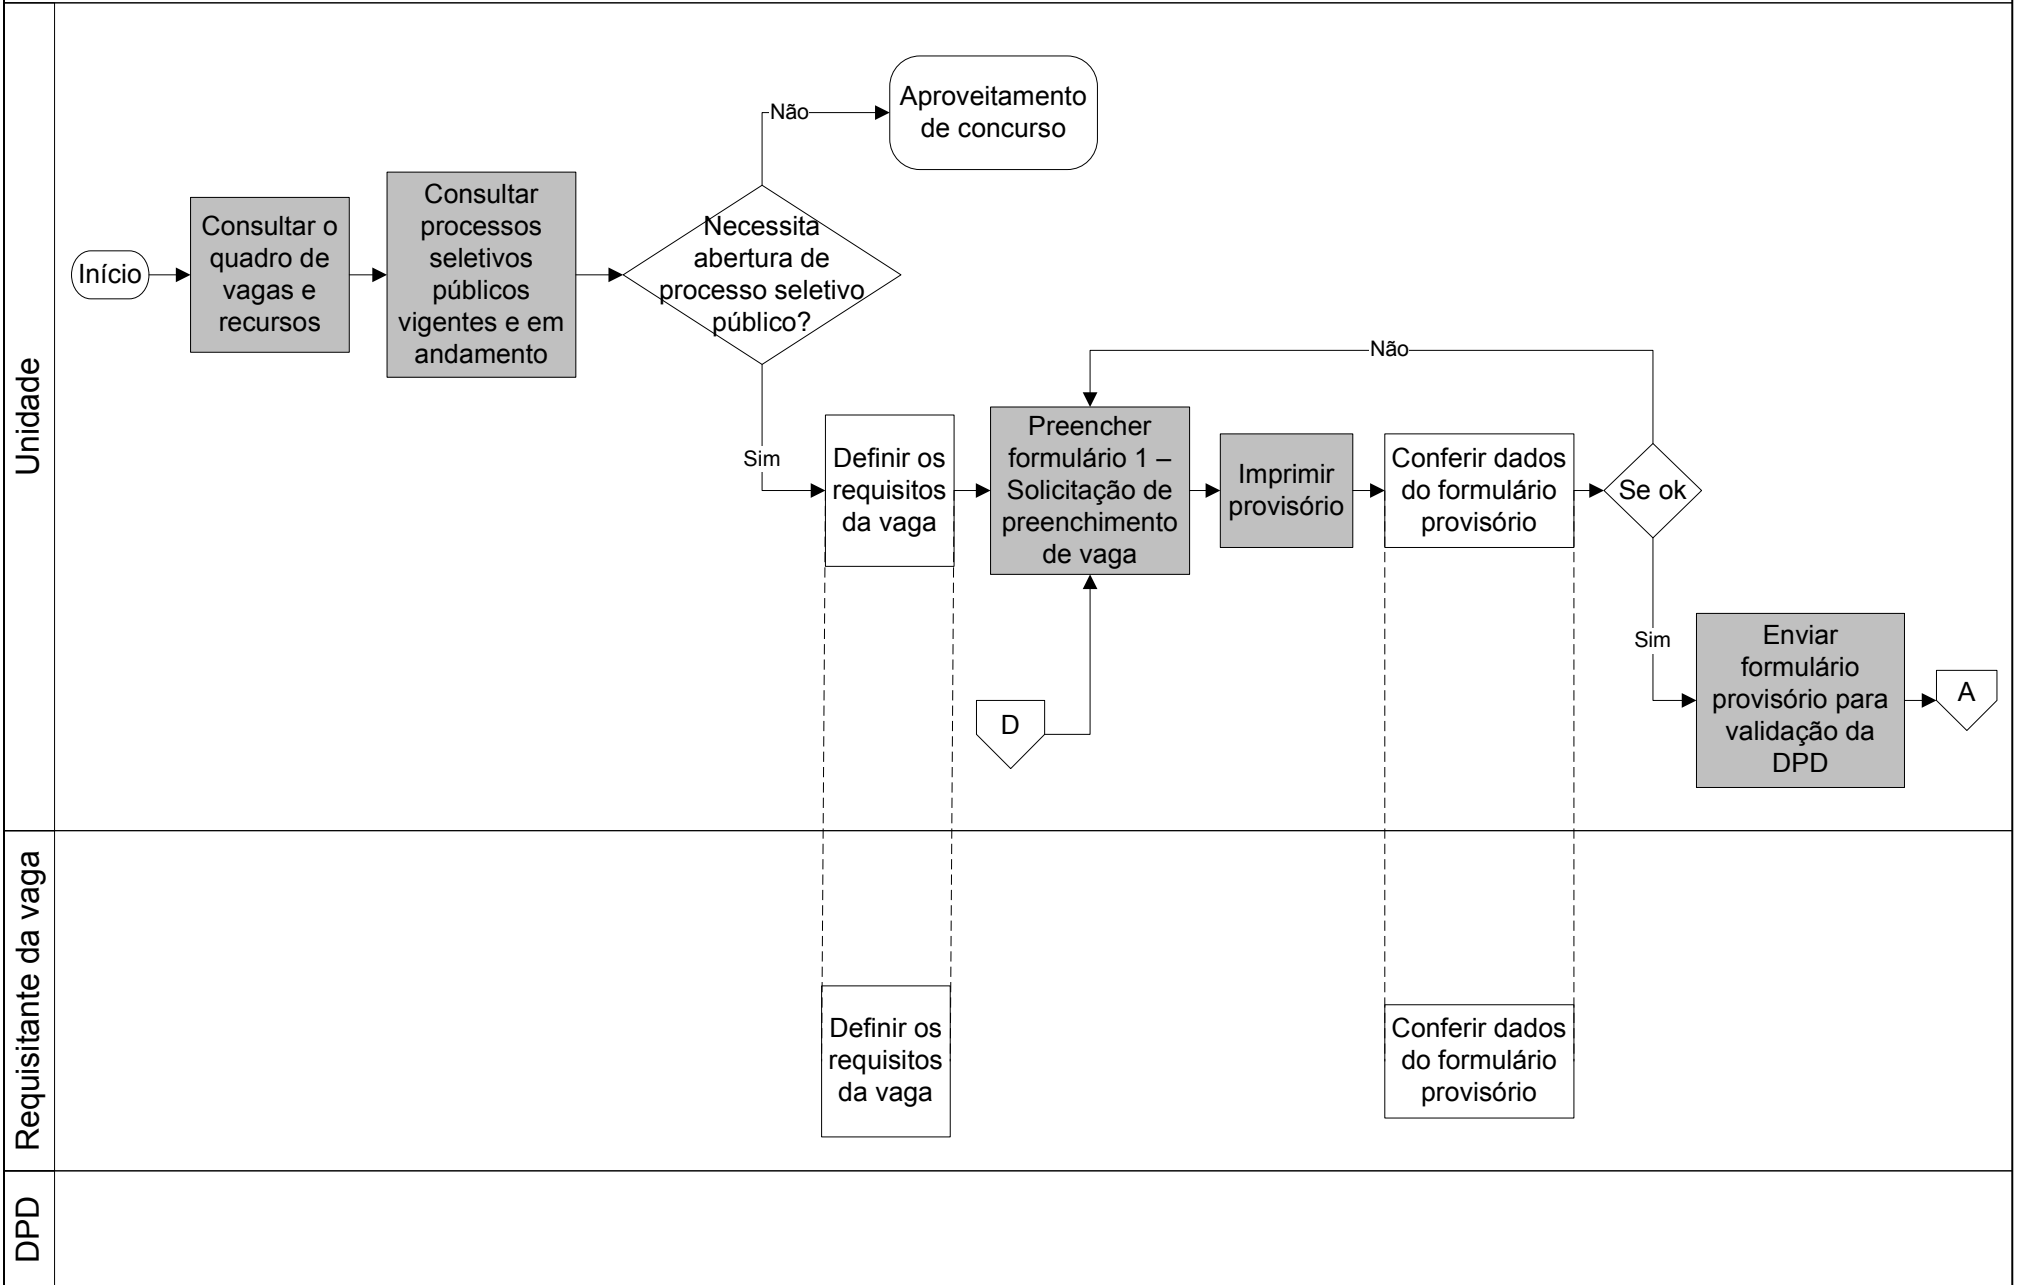 Unidade
Início
Consultar o
quadro de
vagas e
recursos
Consultar
processos
seletivos
públicos
vigentes e em
andamento
Necessita
abertura de
processo seletivo
público?
Não
Aproveitamento
de concurso
Sim
Definir os
requisitos
da vaga
Preencher
formulário 1 –
Solicitação de
preenchimento
de vaga
Imprimir
provisório
Conferir dados
do formulário
provisório
Se ok
Não
Sim
Enviar
formulário
provisório para
validação da
DPD
A
D
Requisitante da vaga
Definir os
requisitos
da vaga
Conferir dados
do formulário
provisório
DPD